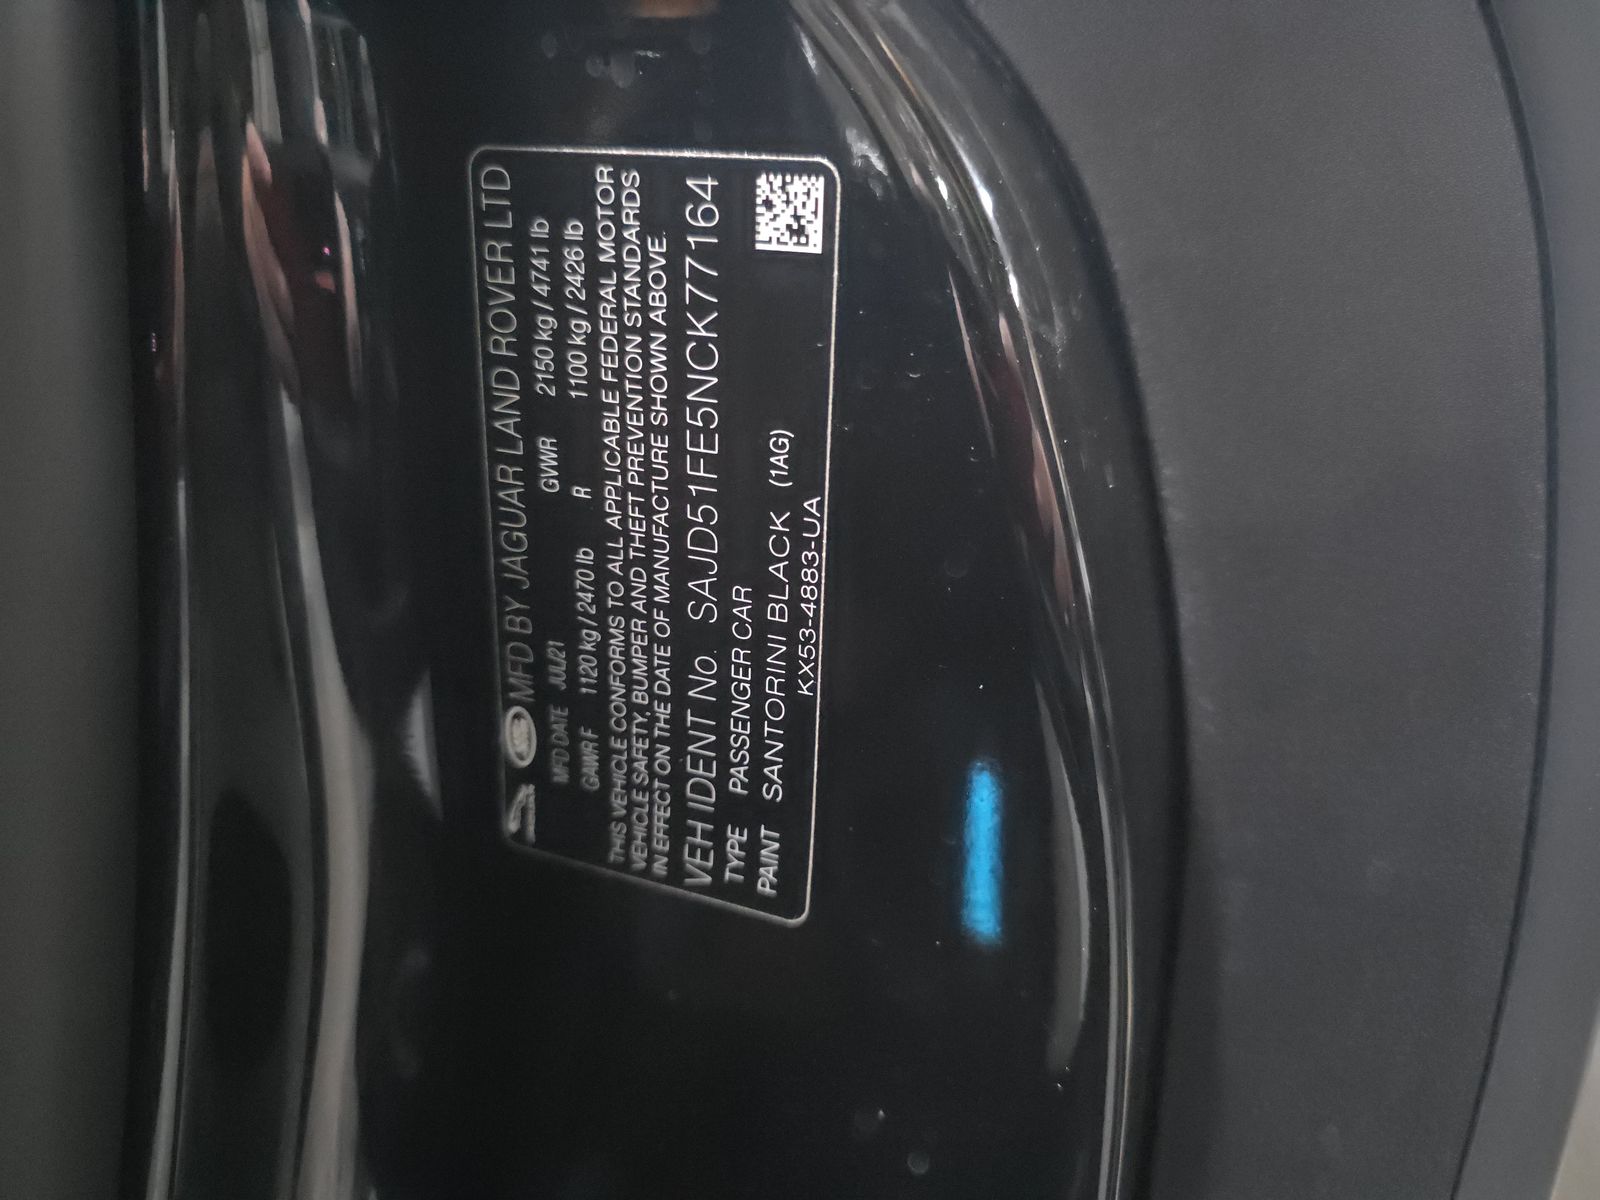 MFD BY JAGUAR LAND ROVER LTD
MFD DATE JUL21 GVWR 2150 kg / 4741 lb
GAWR F 1120 kg / 2470 lb R 1100 kg / 2426 lb
THIS VEHICLE CONFORMS TO ALL APPLICABLE FEDERAL MOTOR
VEHICLE SAFETY, BUMPER AND THEFT PREVENTION STANDARDS
IN EFFECT ON THE DATE OF MANUFACTURE SHOWN ABOVE.
VEH IDENT No. SAJD51FE5NCK77164
TYPE PASSENGER CAR
PAINT SANTORINI BLACK (1AG)
KX53-4883-UA